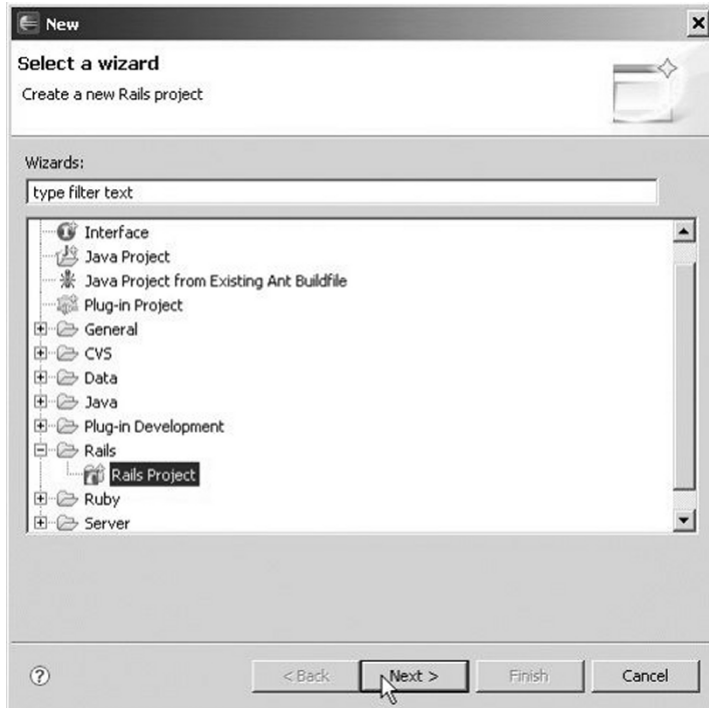 New
Select a wizard
Create a new Rails project
Wizards:
type filter text
Interface
Java Project
Java Project from Existing Ant Buildfile
Plug-in Project
General
CVS
Data
Java
Plug-in Development
Rails
Rails Project
Ruby
Server
?
< Back Next > Finish Cancel